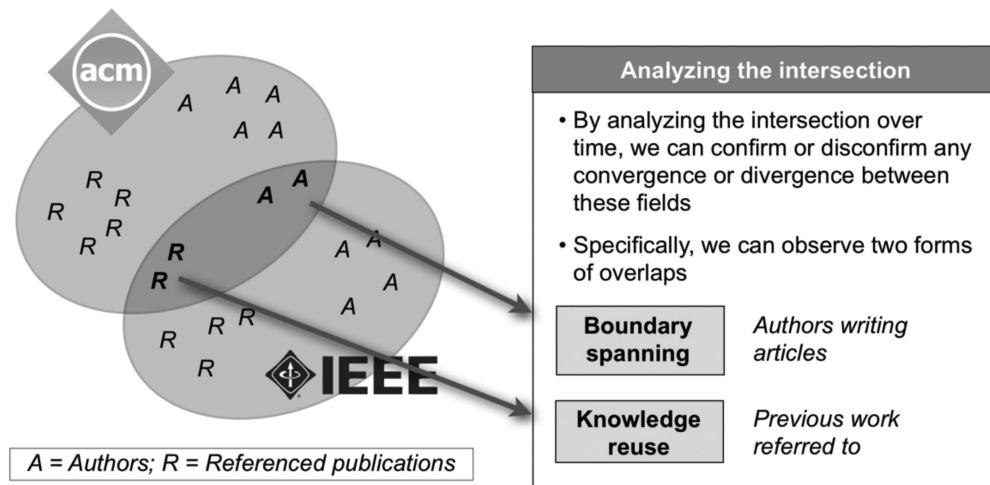 acm
A A A
A A
R R
R R
R
A A
R
R
A A
A
A
R R R
R
IEEE
A = Authors; R = Referenced publications
Analyzing the intersection
• By analyzing the intersection over
time, we can confirm or disconfirm any
convergence or divergence between
these fields
• Specifically, we can observe two forms
of overlaps
Boundary
spanning
Authors writing
articles
Knowledge
reuse
Previous work
referred to